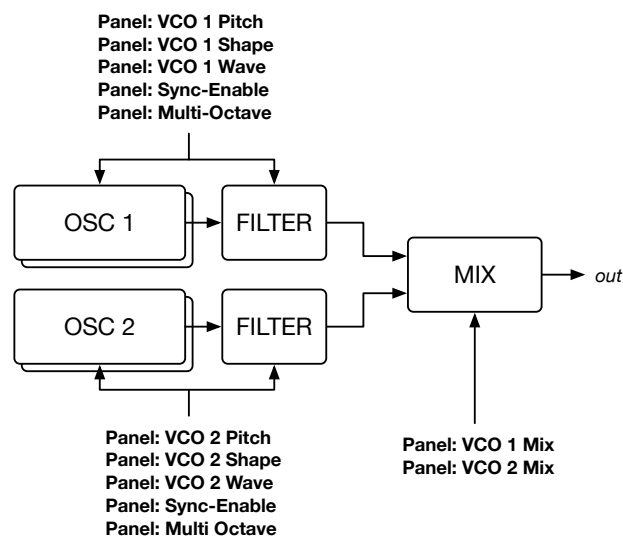 Panel: VCO 1 Pitch
Panel: VCO 1 Shape
Panel: VCO 1 Wave
Panel: Sync-Enable
Panel: Multi-Octave
OSC 1
FILTER
MIX
out
OSC 2
FILTER
Panel: VCO 2 Pitch
Panel: VCO 2 Shape
Panel: VCO 2 Wave
Panel: Sync-Enable
Panel: Multi Octave
Panel: VCO 1 Mix
Panel: VCO 2 Mix